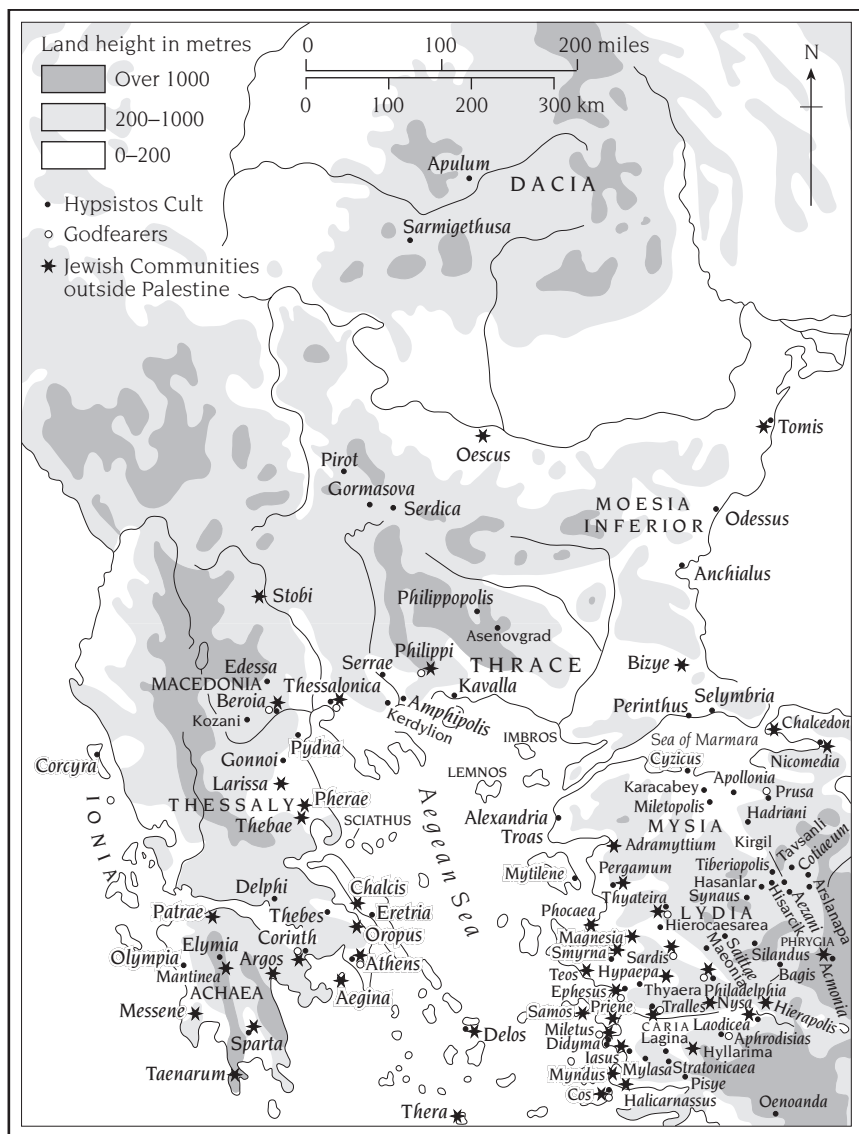 Land height in metres
Over 1000
200–1000
0–200
Hypsistos Cult
Godfearers
Jewish Communities
outside Palestine
0 100 200 miles
0 100 200 300 km
N
Apulum
DACIA
Sarmigethusa
Tomis
Oescus
Pirot
Gormasova
Serdica
MOESIA
INFERIOR
Odessus
Anchialus
Stobi
Philippopolis
Asenovgrad
Philippi
THRACE
Bizye
Edessa
MACEDONIA
Beroia
Kozani
Thessalonica
Serrae
Kavalla
Amphipolis
Kerdylion
Perinthus
Selymbria
Chalcedon
Sea of Marmara
Nicomedia
Pydna
IMBROS
Cyzicus
Corcyra
Gonnoi
LEMNOS
Karacabey
Apollonia
Prusa
Larissa
Miletopolis
Hadriani
IONIA
THESSALY
Pherae
Thebae
SCIATHUS
Aegean Sea
Alexandria
Troas
MYSIA
Adramyttium
Kirgil
Tavsanli
Cotiaeum
Mytilene
Pergamum
Tiberiopolis
Hasanlar
Synaus
Hisarcik
Aezani
Arslanapa
Delphi
Chalcis
Thyateira
LYDIA
Patrae
Thebes
Eretria
Phocaea
Hierocaesarea
Oropus
Magnesia
Maeonia
Saittae
PHRYGIA
Elymia
Corinth
Smyrna
Sardis
Silandus
Olympia
Mantinea
Argos
Athens
Teos
Hypaepa
Bagis
Armonia
ACHAEA
Aegina
Ephesus
Thyaera
Philadelphia
Messene
Samos
Priene
Tralles
Nysa
Hierapolis
Sparta
Delos
Miletus
CARIA
Laodicea
Didyma
Lagina
Aphrodisias
Iasus
Hyllarima
Taenarum
Myndus
Mylasa
Stratonicaea
Pisye
Cos
Halicarnassus
Thera
Oenoanda